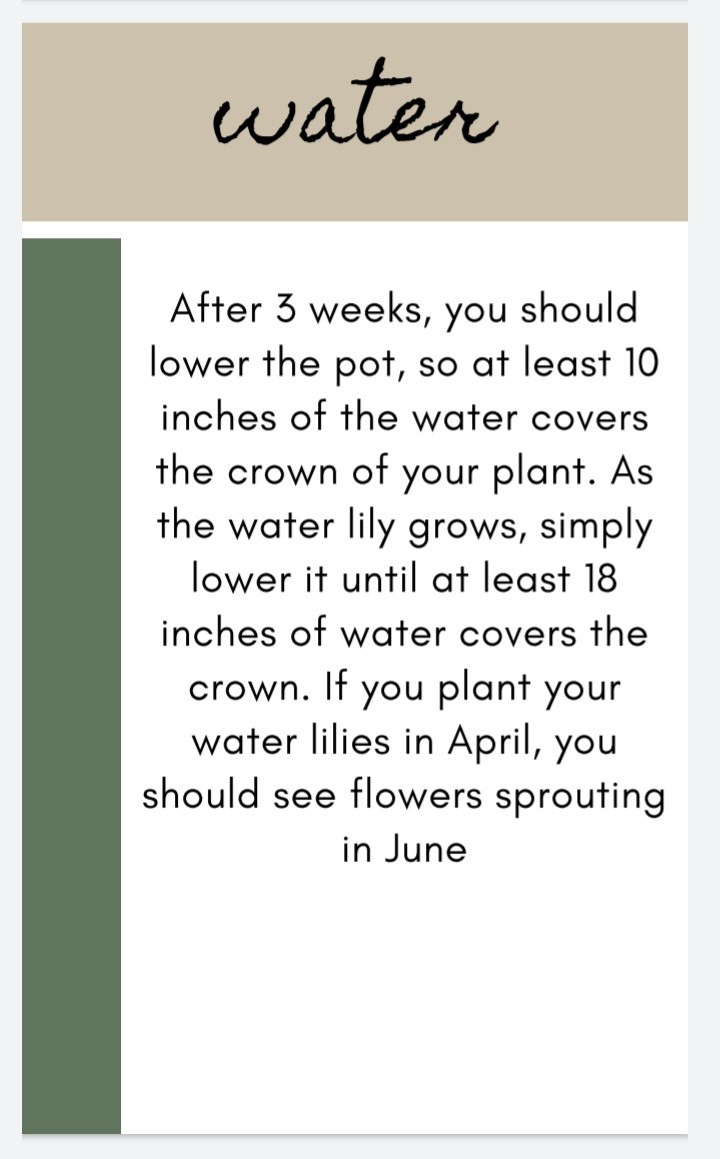 water
After 3 weeks, you should
lower the pot, so at least 10
inches of the water covers
the crown of your plant. As
the water lily grows, simply
lower it until at least 18
inches of water covers the
crown. If you plant your
water lilies in April, you
should see flowers sprouting
in June